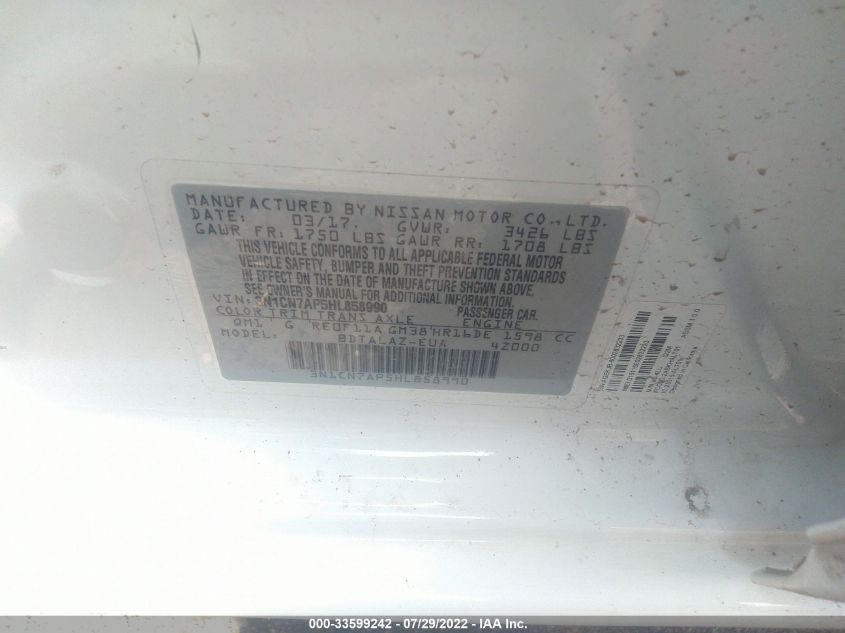 MANUFACTURED BY NISSAN MOTOR CO., LTD.
DATE: 03/17. GVWR: 3426 LBS
GAWR FR: 1750 LBS GAWR RR: 1708 LBS
THIS VEHICLE CONFORMS TO ALL APPLICABLE FEDERAL MOTOR
VEHICLE SAFETY, BUMPER AND THEFT PREVENTION STANDARDS
IN EFFECT ON THE DATE OF MANUFACTURE SHOWN ABOVE.
SEE OWNER'S MANUAL FOR ADDITIONAL INFORMATION
VIN: 3N1CN7AP5HL858990 PASSENGER CAR.
COLOR TRIM TRANS AXLE ENGINE
QM1 G RE0F11A GM38 HR16DE 1598 CC
MODEL: BDTALAZ-EUA 42000
3N1CN7AP5HL858990
000-33599242 - 07/29/2022 - IAA Inc.